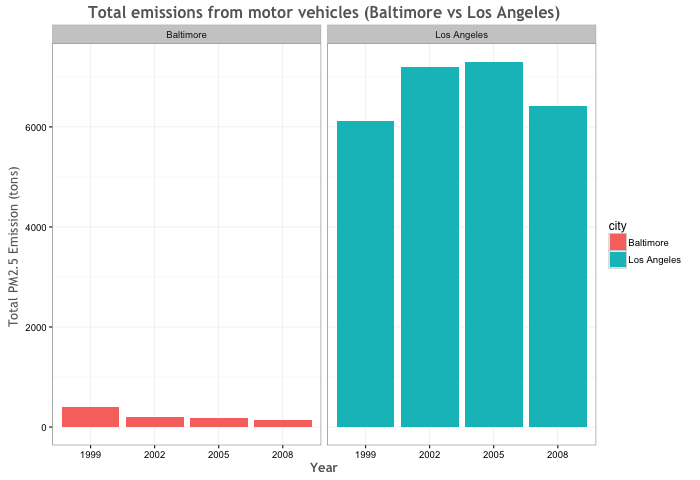 Total emissions from motor vehicles (Baltimore vs Los Angeles)
Baltimore
Los Angeles
Total PM2.5 Emission (tons)
6000
4000
2000
0
1999
2002
2005
2008
1999
2002
2005
2008
Year
city
Baltimore
Los Angeles